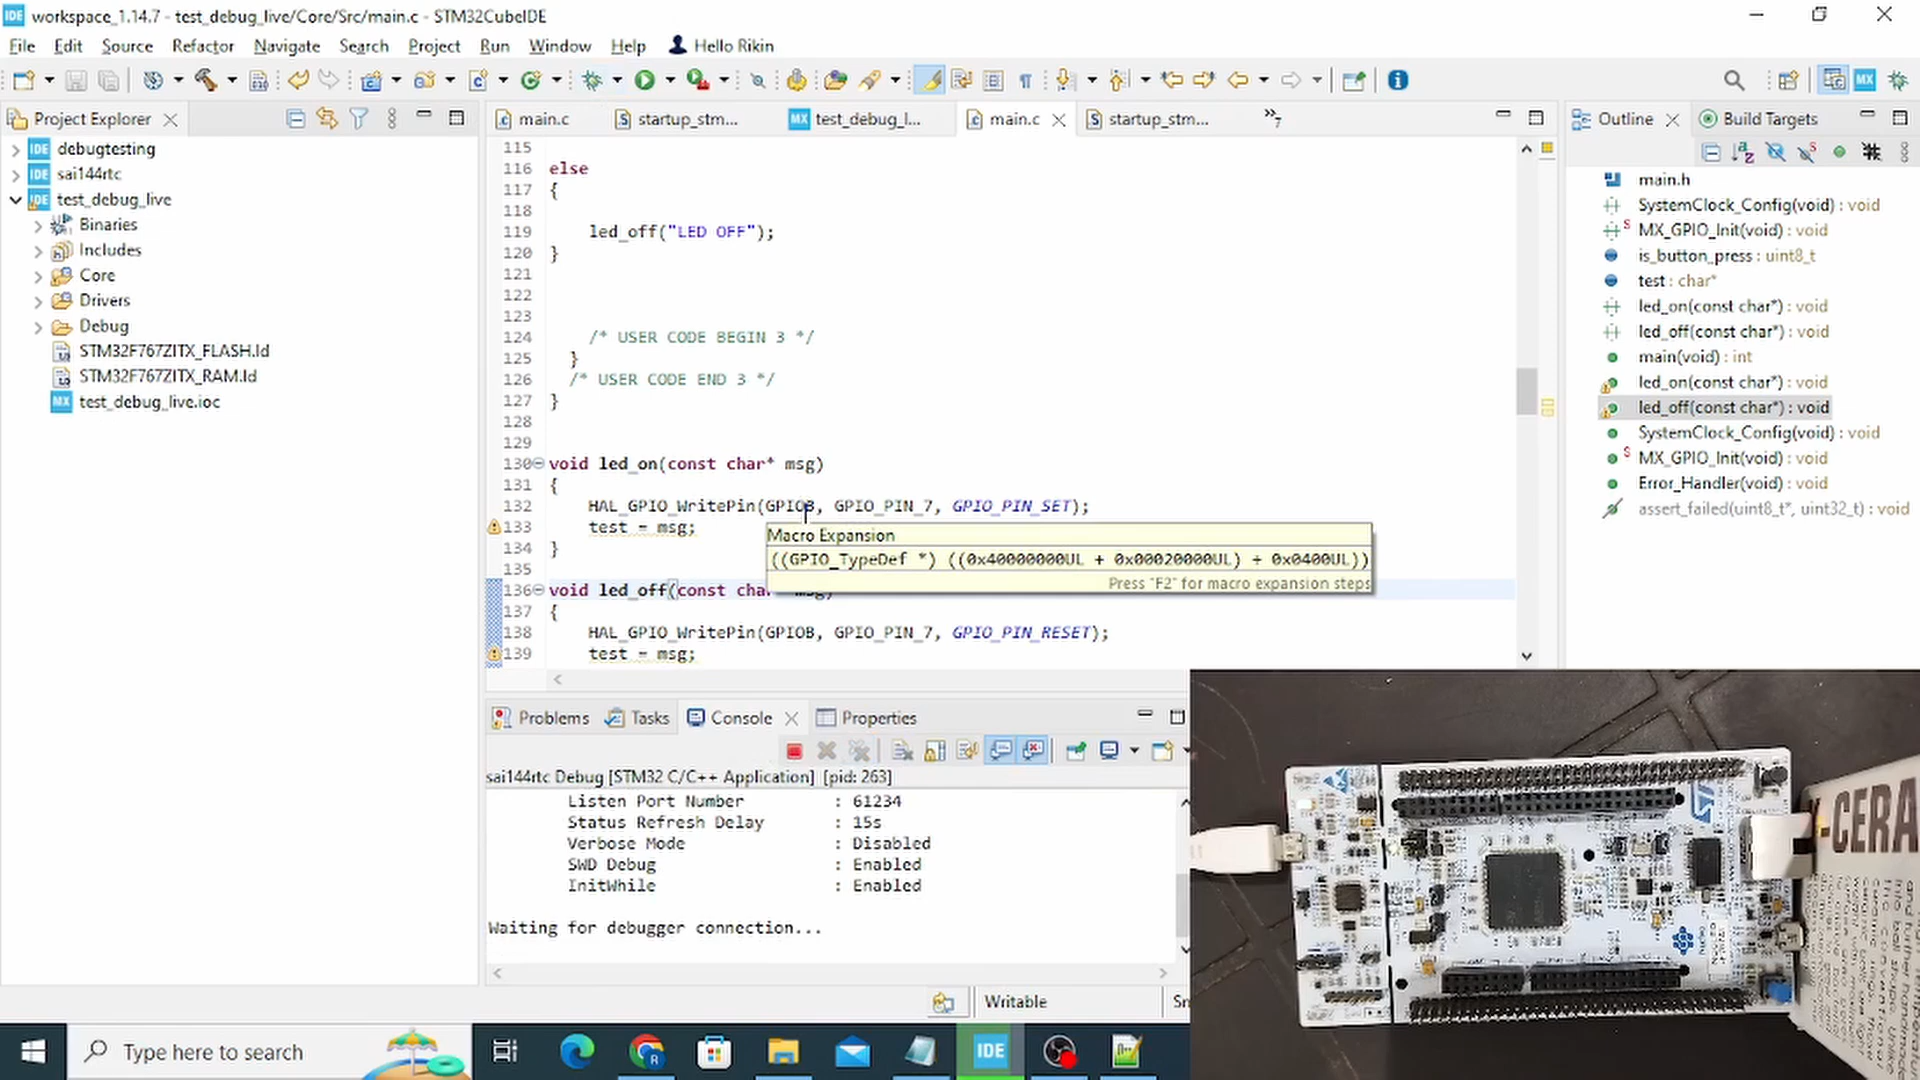 IDE workspace_1.14.7 - test_debug_live/Core/Src/main.c - STM32CubeIDE
File Edit Source Refactor Navigate Search Project Run Window Help Hello Rikin
Project Explorer
debugtesting
sai144rtc
test_debug_live
Binaries
Includes
Core
Drivers
Debug
STM32F767ZITX_FLASH.ld
STM32F767ZITX_RAM.ld
test_debug_live.ioc
main.c startup_stm... test_debug_l... main.c startup_stm... »7
115
116 else
117 {
118
119 led_off("LED OFF");
120 }
121
122
123
124 /* USER CODE BEGIN 3 */
125 }
126 /* USER CODE END 3 */
127 }
128
129
130 void led_on(const char* msg)
131 {
132 HAL_GPIO_WritePin(GPIOB, GPIO_PIN_7, GPIO_PIN_SET);
133 test = msg;
134 }
135
136 void led_off(const char* msg)
137 {
138 HAL_GPIO_WritePin(GPIOB, GPIO_PIN_7, GPIO_PIN_RESET);
139 test = msg;
Macro Expansion
((GPIO_TypeDef *) ((0x40000000UL + 0x00020000UL) + 0x0400UL))
Press "F2" for macro expansion steps
Outline Build Targets
main.h
SystemClock_Config(void) : void
MX_GPIO_Init(void) : void
is_button_press : uint8_t
test : char*
led_on(const char*) : void
led_off(const char*) : void
main(void) : int
led_on(const char*) : void
led_off(const char*) : void
SystemClock_Config(void) : void
MX_GPIO_Init(void) : void
Error_Handler(void) : void
assert_failed(uint8_t*, uint32_t) : void
Problems Tasks Console Properties
sai144rtc Debug [STM32 C/C++ Application] [pid: 263]
Listen Port Number : 61234
Status Refresh Delay : 15s
Verbose Mode : Disabled
SWD Debug : Enabled
InitWhile : Enabled
Waiting for debugger connection...
Writable
Type here to search
IDE
-CERA